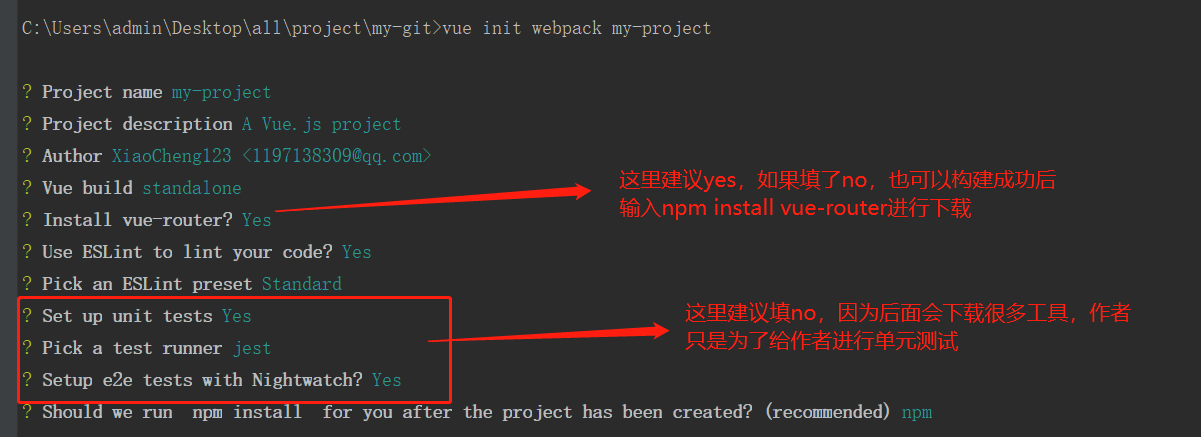 C:\Users\admin\Desktop\all\project\my-git>vue init webpack my-project
? Project name my-project
? Project description A Vue.js project
? Author XiaoCheng123 <1197138309@qq.com>
? Vue build standalone
? Install vue-router? Yes
这里建议yes，如果填了no，也可以构建成功后
输入npm install vue-router进行下载
? Use ESLint to lint your code? Yes
? Pick an ESLint preset Standard
? Set up unit tests Yes
? Pick a test runner jest
? Setup e2e tests with Nightwatch? Yes
这里建议填no，因为后面会下载很多工具，作者
只是为了给作者进行单元测试
? Should we run  npm install  for you after the project has been created? (recommended) npm